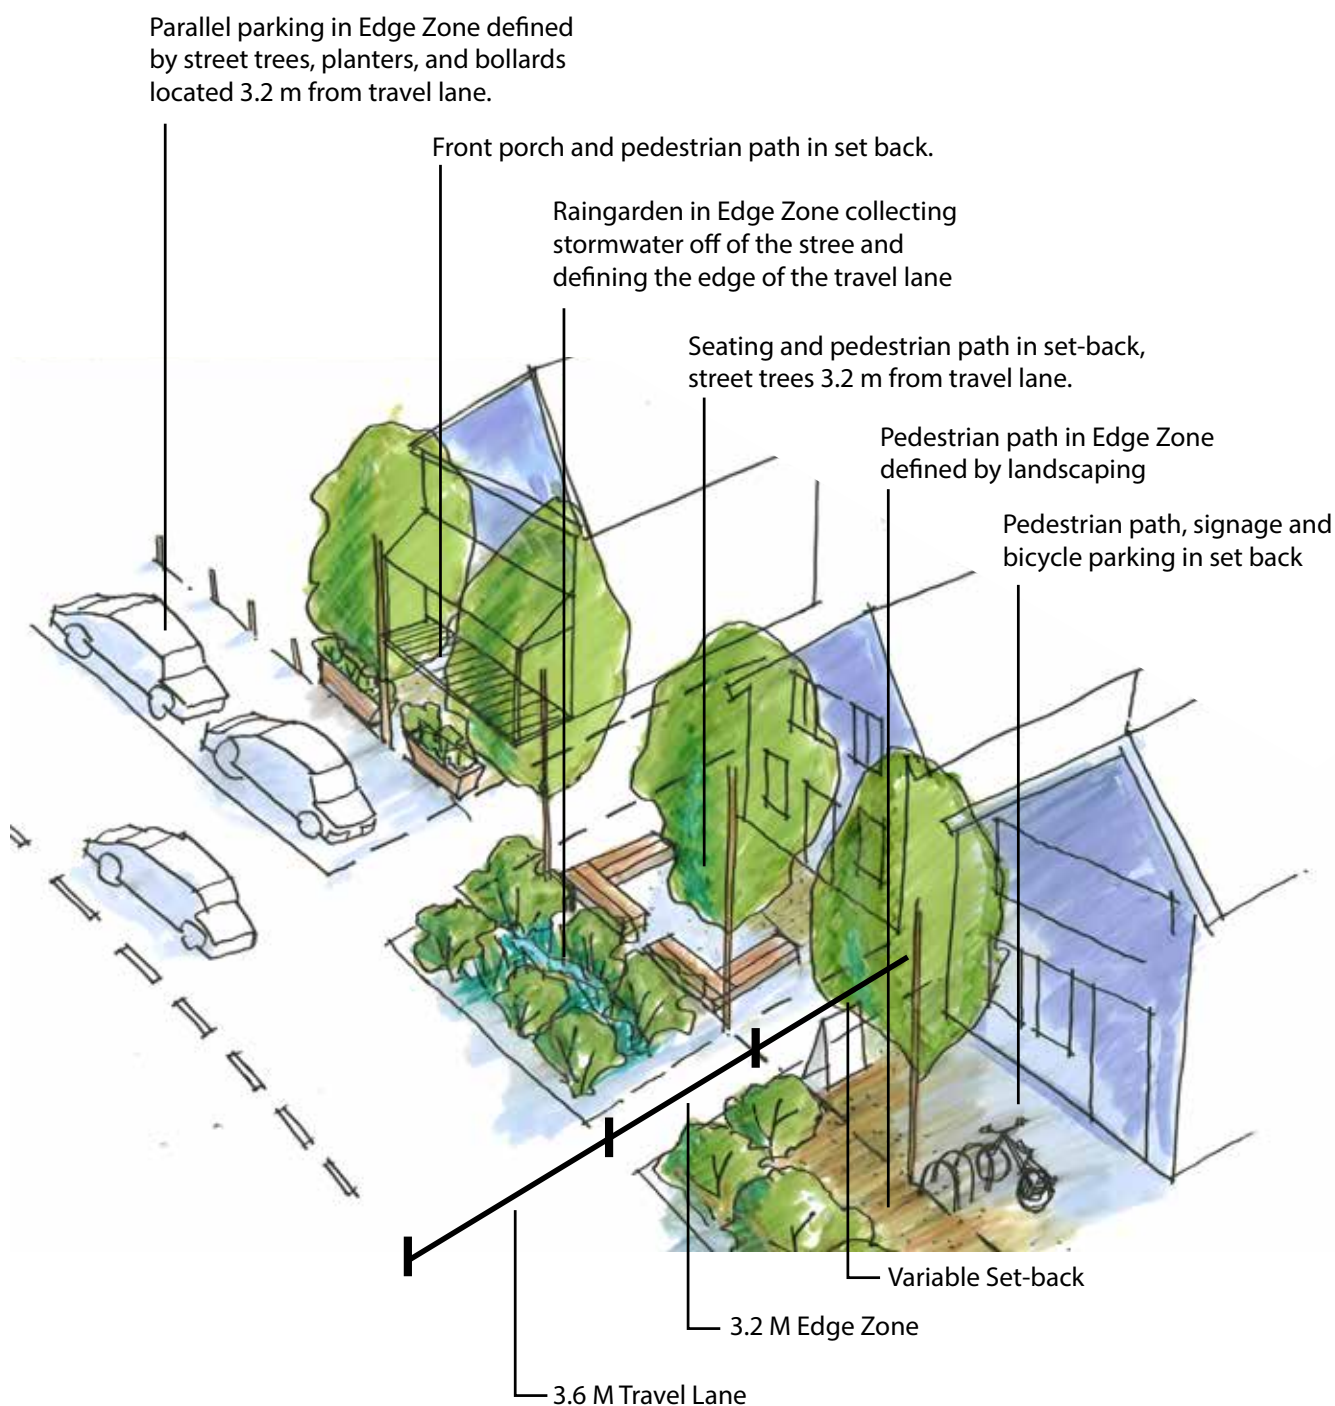 Parallel parking in Edge Zone defined
by street trees, planters, and bollards
located 3.2 m from travel lane.
Front porch and pedestrian path in set back.
Raingarden in Edge Zone collecting
stormwater off of the stree and
defining the edge of the travel lane
Seating and pedestrian path in set-back,
street trees 3.2 m from travel lane.
Pedestrian path in Edge Zone
defined by landscaping
Pedestrian path, signage and
bicycle parking in set back
Variable Set-back
3.2 M Edge Zone
3.6 M Travel Lane